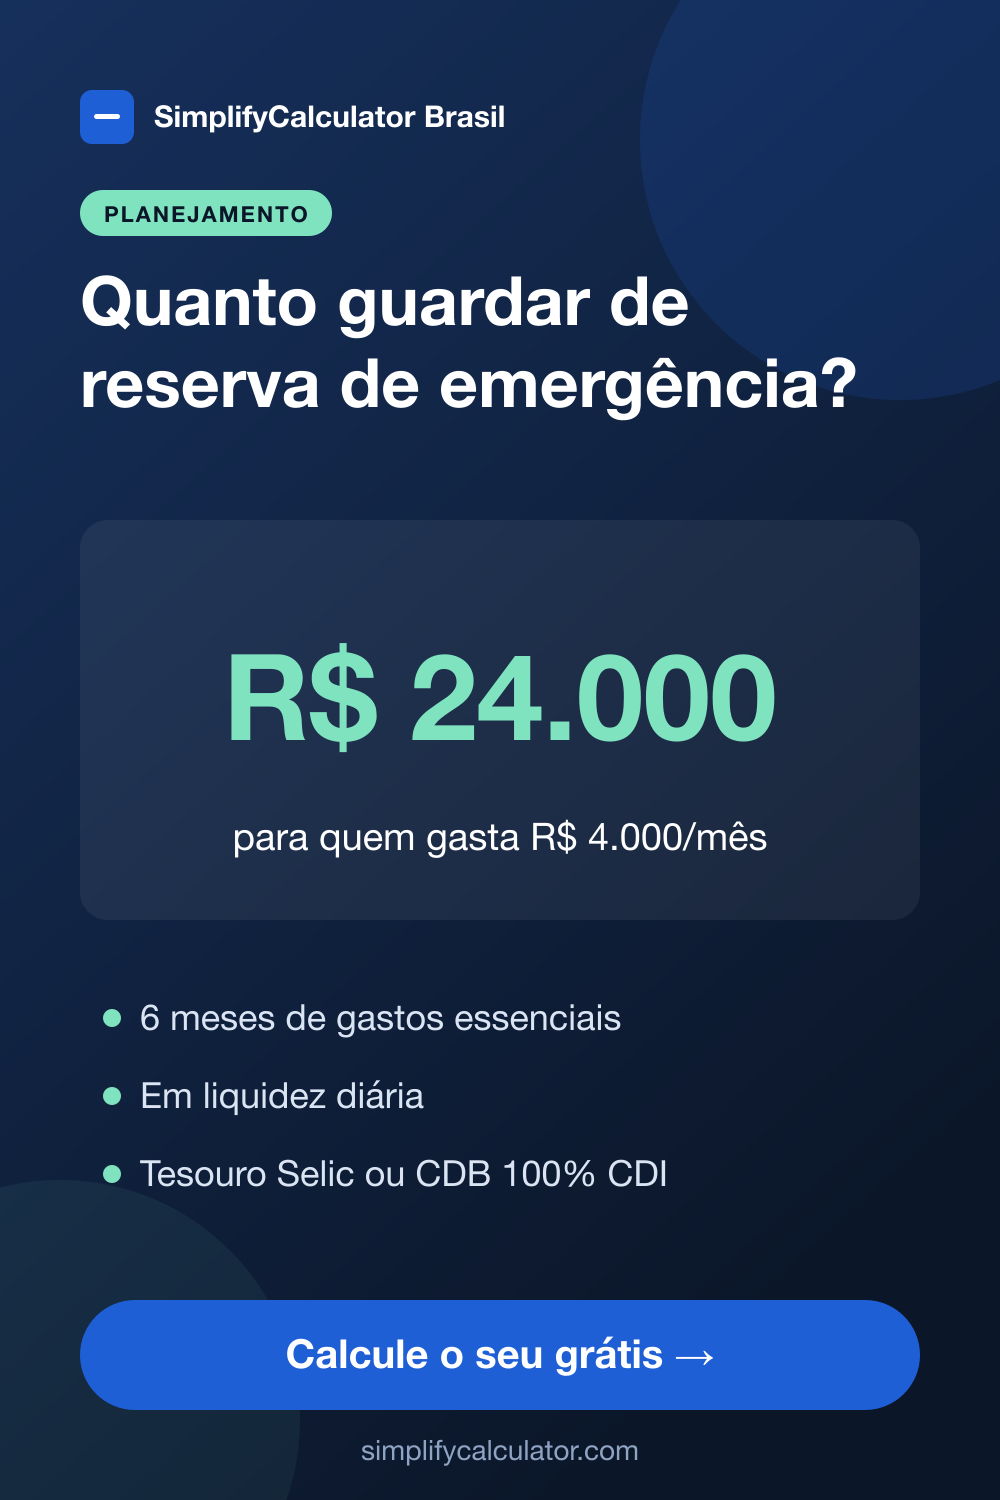 SimplifyCalculator Brasil
PLANEJAMENTO
Quanto guardar de
reserva de emergência?
R$ 24.000
para quem gasta R$ 4.000/mês
6 meses de gastos essenciais
Em liquidez diária
Tesouro Selic ou CDB 100% CDI
Calcule o seu grátis →
simplifycalculator.com